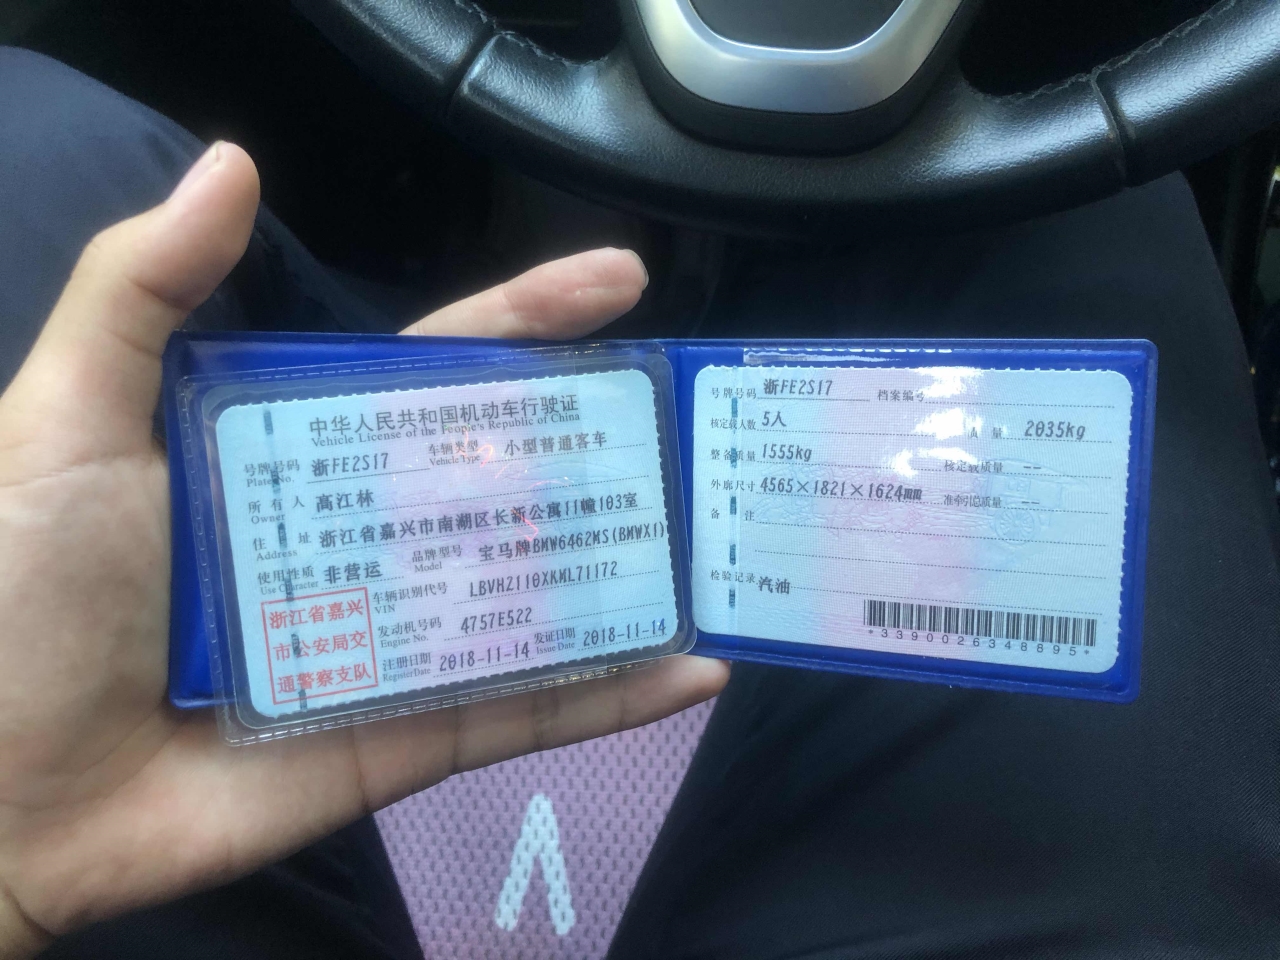 中华人民共和国机动车行驶证
Vehicle License of the People's Republic of China
号牌号码 浙FE2S17 车辆类型 小型普通客车
Plate No. Vehicle Type
所有人 高江林
Owner
住址 浙江省嘉兴市南湖区长新公寓11幢103室
Address
使用性质 非营运 品牌型号 宝马牌BMW6462MS(BMWX1)
Use Character Model
浙江省嘉兴
市公安局交
通警察支队
车辆识别代号 LBVH2110XKML71172
VIN
发动机号码 4757E522
Engine No.
注册日期 2018-11-14 发证日期 2018-11-14
Register Date Issue Date
号牌号码 浙FE2S17 档案编号
核定载人数 5人 质量 2035kg
整备质量 1555kg 核定载质量 --
外廓尺寸 4565×1821×1624mm 准牵引总质量 --
备注
检验记录 汽油
*3390026348695*